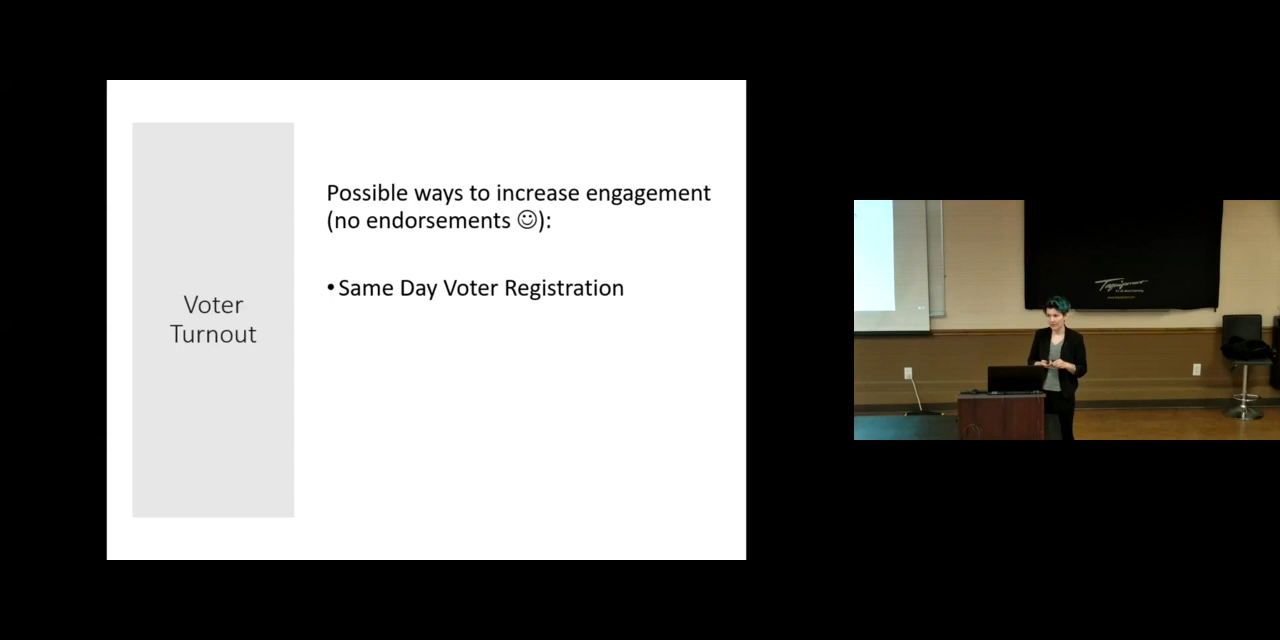 Voter
Turnout
Possible ways to increase engagement
(no endorsements ☺):
•Same Day Voter Registration